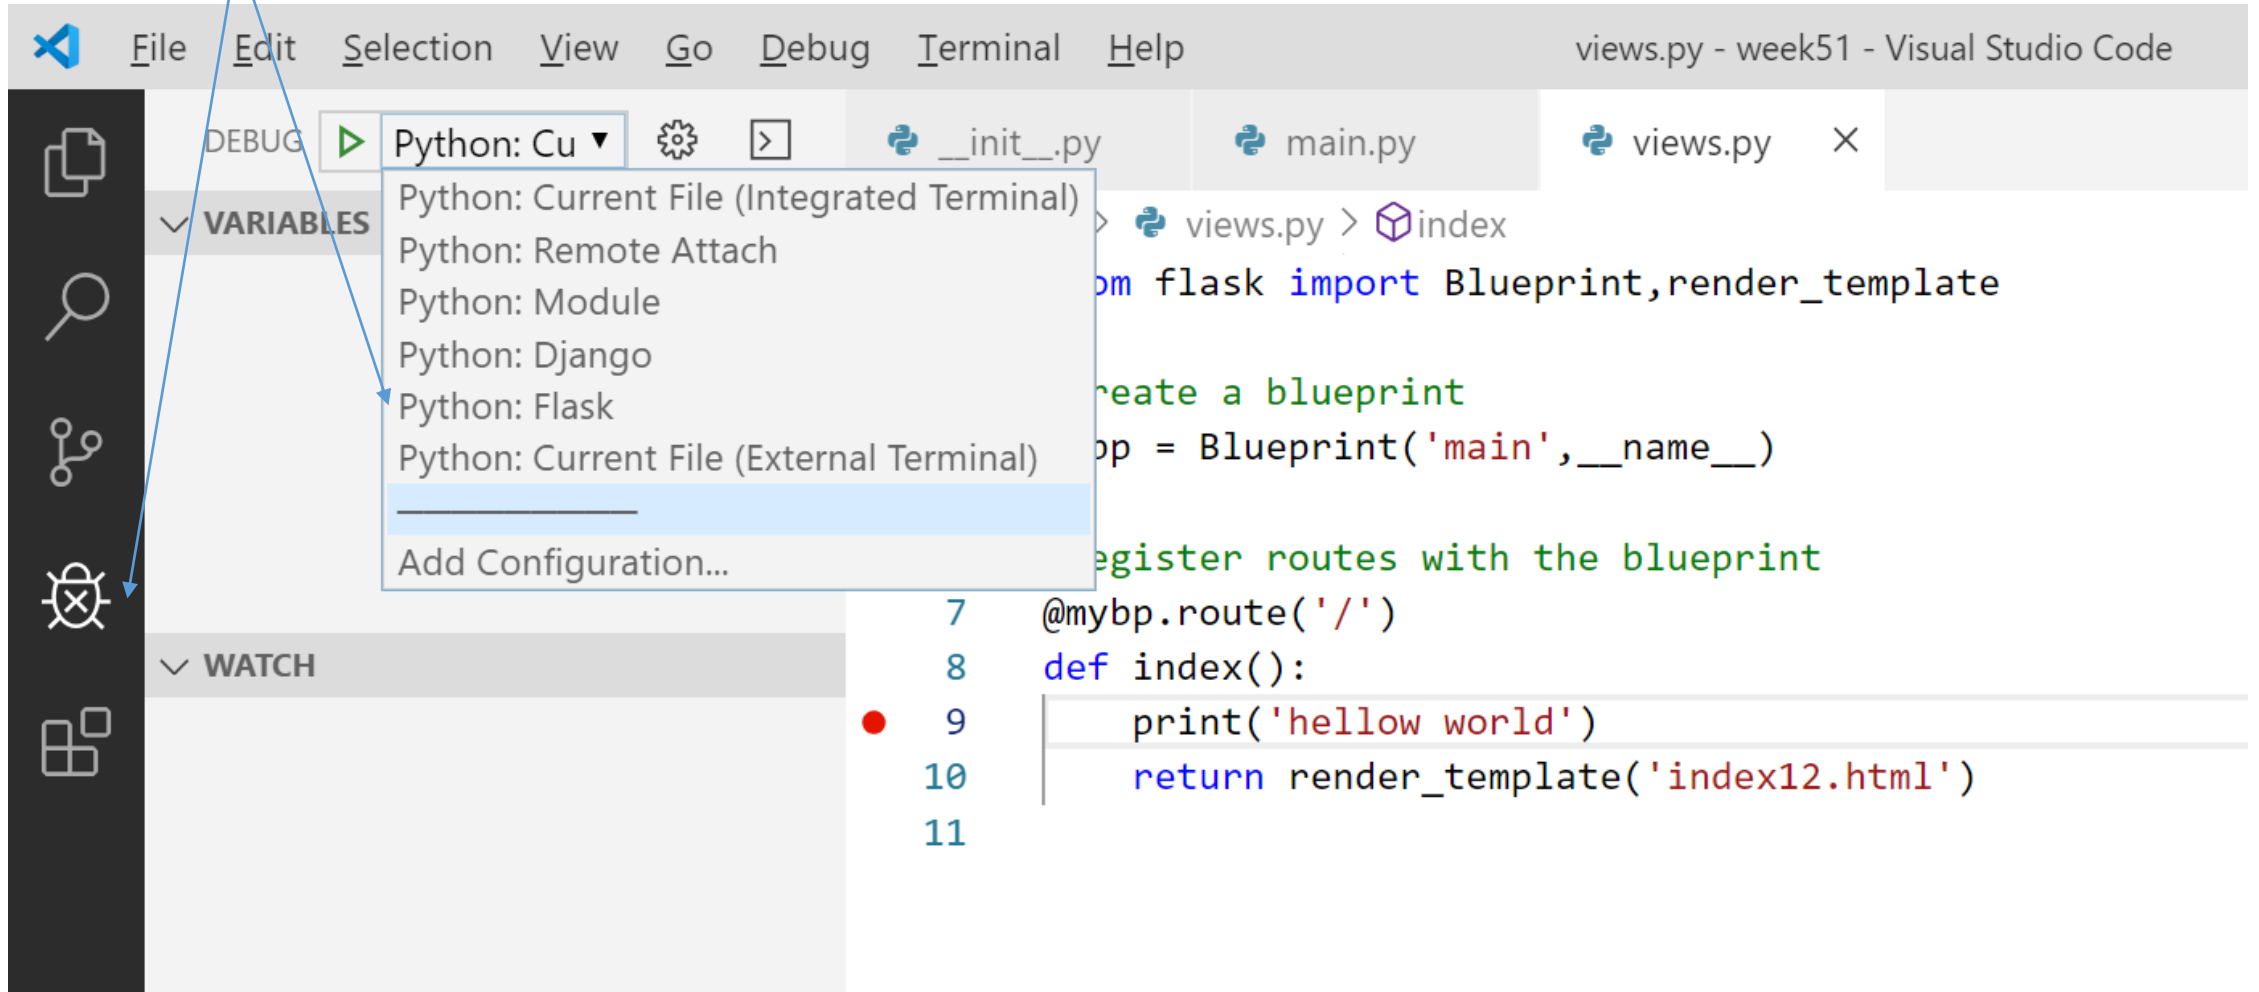 File Edit Selection View Go Debug Terminal Help views.py - week51 - Visual Studio Code
DEBUG Python: Cu
__init__.py main.py views.py
VARIABLES
Python: Current File (Integrated Terminal)
Python: Remote Attach
Python: Module
Python: Django
Python: Flask
Python: Current File (External Terminal)
Add Configuration...
WATCH
> views.py > index
om flask import Blueprint,render_template
reate a blueprint
bp = Blueprint('main',__name__)
egister routes with the blueprint
7 @mybp.route('/')
8 def index():
9 print('hellow world')
10 return render_template('index12.html')
11